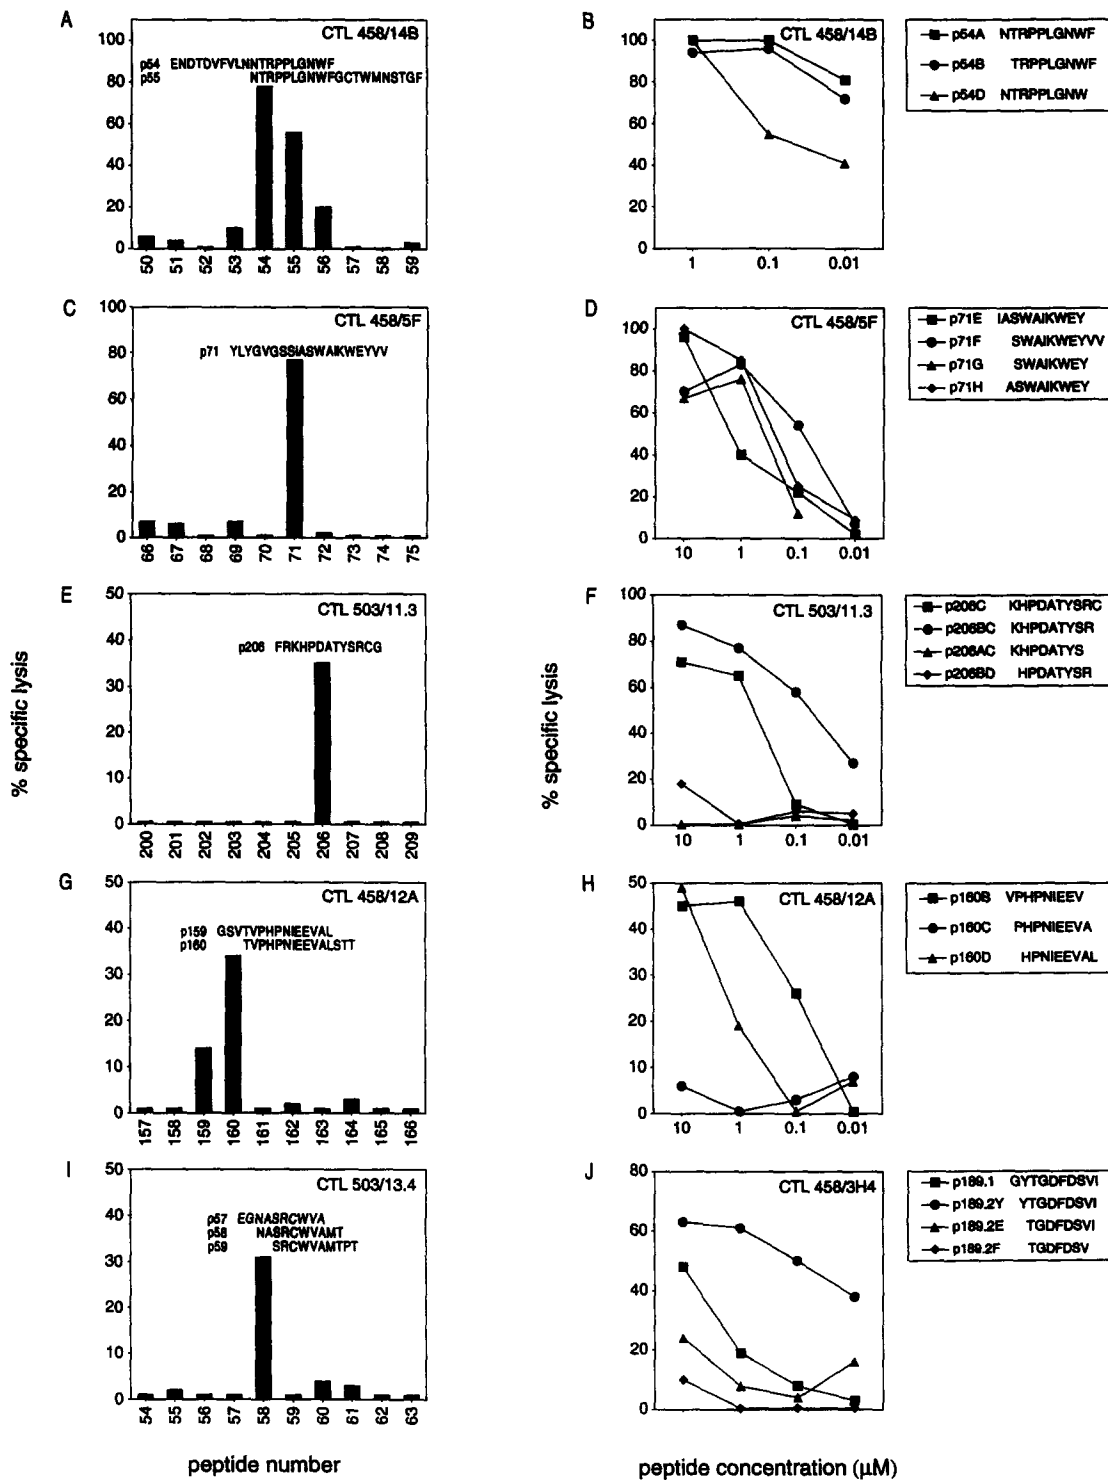 A
CTL 458/14B
p54 ENDTDVFVLNNTRPPLGNWF
p55 NTRPPLGNWFGCTWMNSTGF
100
80
60
40
20
0
50 51 52 53 54 55 56 57 58 59
B
CTL 458/14B
100
80
60
40
20
0
1 0.1 0.01
p54A NTRPPLGNWF
p54B TRPPLGNWF
p54D NTRPPLGNW
C
CTL 458/5F
p71 YLYGVGSSIASWAIKWEYVV
100
80
60
40
20
0
66 67 68 69 70 71 72 73 74 75
D
CTL 458/5F
100
80
60
40
20
0
10 1 0.1 0.01
p71E IASWAIKWEY
p71F SWAIKWEYVV
p71G SWAIKWEY
p71H ASWAIKWEY
E
CTL 503/11.3
p206 FRKHPDATYSRCG
50
40
30
20
10
0
200 201 202 203 204 205 206 207 208 209
F
CTL 503/11.3
100
80
60
40
20
0
10 1 0.1 0.01
p206C KHPDATYSRC
p206BC KHPDATYSR
p206AC KHPDATYS
p206BD HPDATYSR
% specific lysis
% specific lysis
G
CTL 458/12A
p159 GSVTVPHPNIEEVAL
p160 TVPHPNIEEVALSTT
50
40
30
20
10
0
157 158 159 160 161 162 163 164 165 166
H
CTL 458/12A
50
40
30
20
10
0
10 1 0.1 0.01
p160B VPHPNIEEV
p160C PHPNIEEVA
p160D HPNIEEVAL
I
CTL 503/13.4
p57 EGNASRCWVA
p58 NASRCWVAMT
p59 SRCWVAMTPT
50
40
30
20
10
0
54 55 56 57 58 59 60 61 62 63
peptide number
J
CTL 458/3H4
80
60
40
20
0
10 1 0.1 0.01
p189.1 GYTGDFDSVI
p189.2Y YTGDFDSVI
p189.2E TGDFDSVI
p189.2F TGDFDSV
peptide concentration (μM)